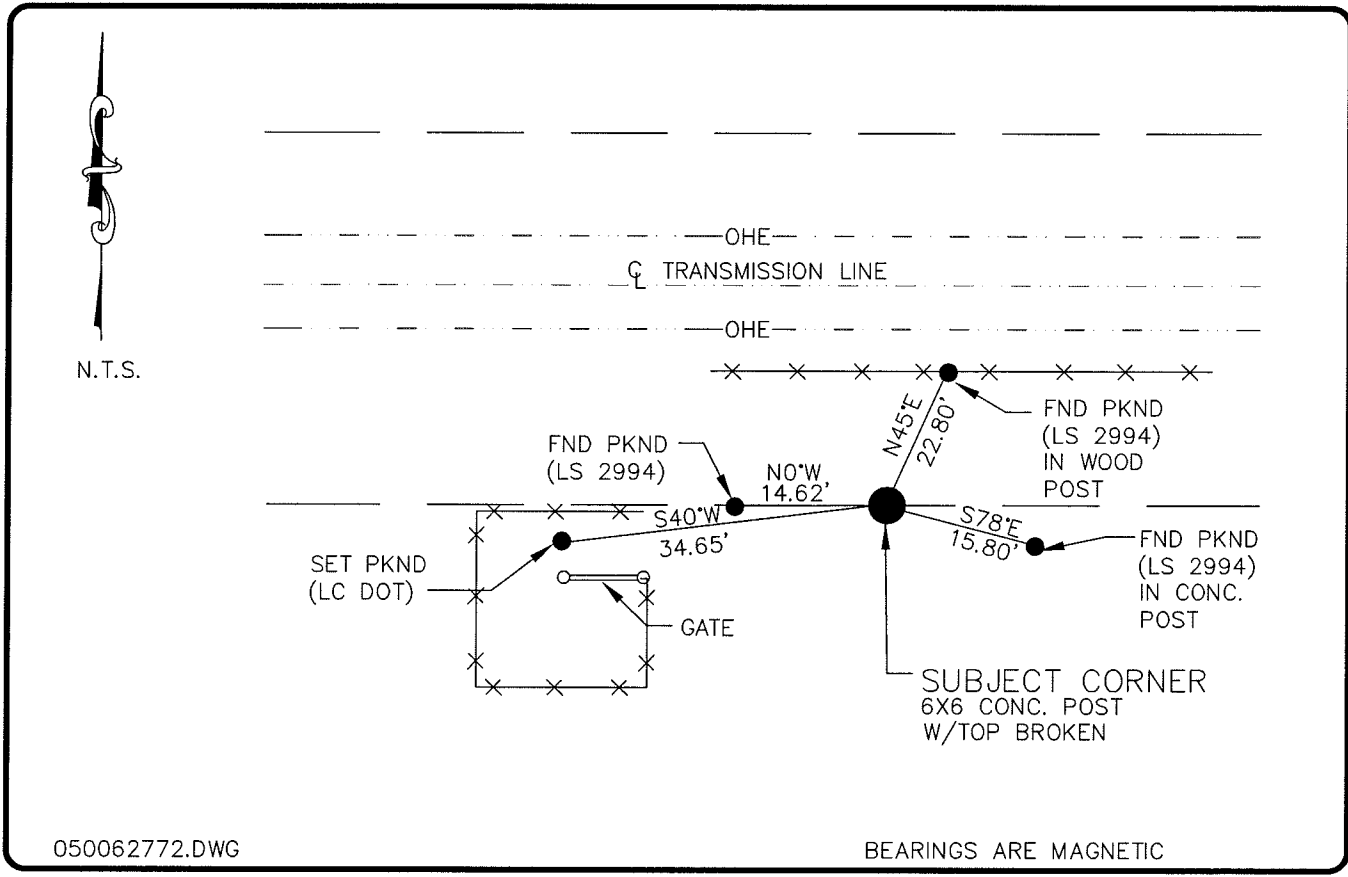 OHE
℄ TRANSMISSION LINE
OHE
N.T.S.
N45°E
22.80'
FND PKND
(LS 2994)
IN WOOD
POST
FND PKND
(LS 2994)
N0°W
14.62'
S40°W
34.65'
S78°E
15.80'
FND PKND
(LS 2994)
IN CONC.
POST
SET PKND
(LC DOT)
GATE
SUBJECT CORNER
6X6 CONC. POST
W/TOP BROKEN
050062772.DWG
BEARINGS ARE MAGNETIC